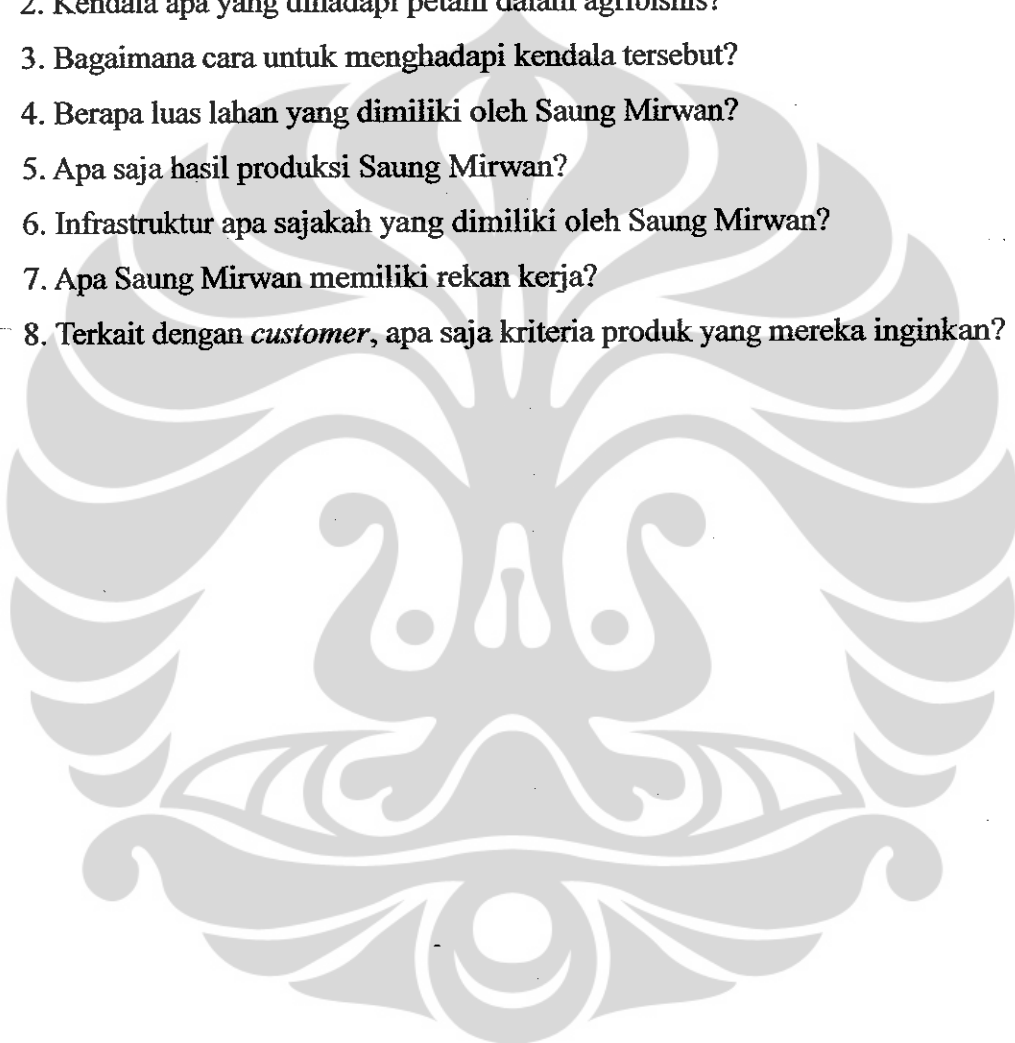 2. Kendala apa yang dihadapi petani dalam agribisnis?
3. Bagaimana cara untuk menghadapi kendala tersebut?
4. Berapa luas lahan yang dimiliki oleh Saung Mirwan?
5. Apa saja hasil produksi Saung Mirwan?
6. Infrastruktur apa sajakah yang dimiliki oleh Saung Mirwan?
7. Apa Saung Mirwan memiliki rekan kerja?
8. Terkait dengan customer, apa saja kriteria produk yang mereka inginkan?